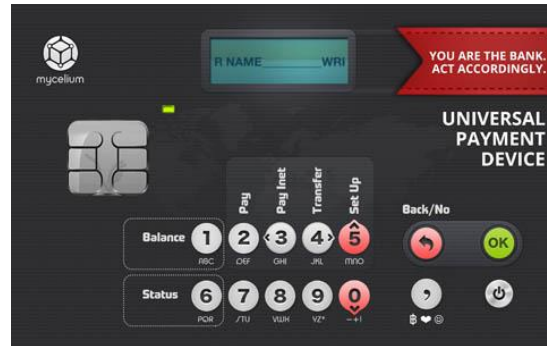 mycelium
R NAME______WRI
YOU ARE THE BANK.
ACT ACCORDINGLY.
UNIVERSAL
PAYMENT
DEVICE
Pay
Pay Inet
Transfer
Set Up
Back/No
Balance 1 2 <3 4> 5 OK
ABC DEF GHI JKL MNO
Status 6 7 8 9 0 ,
PQR STU VWX YZ* -+!
฿ ❤ ☺